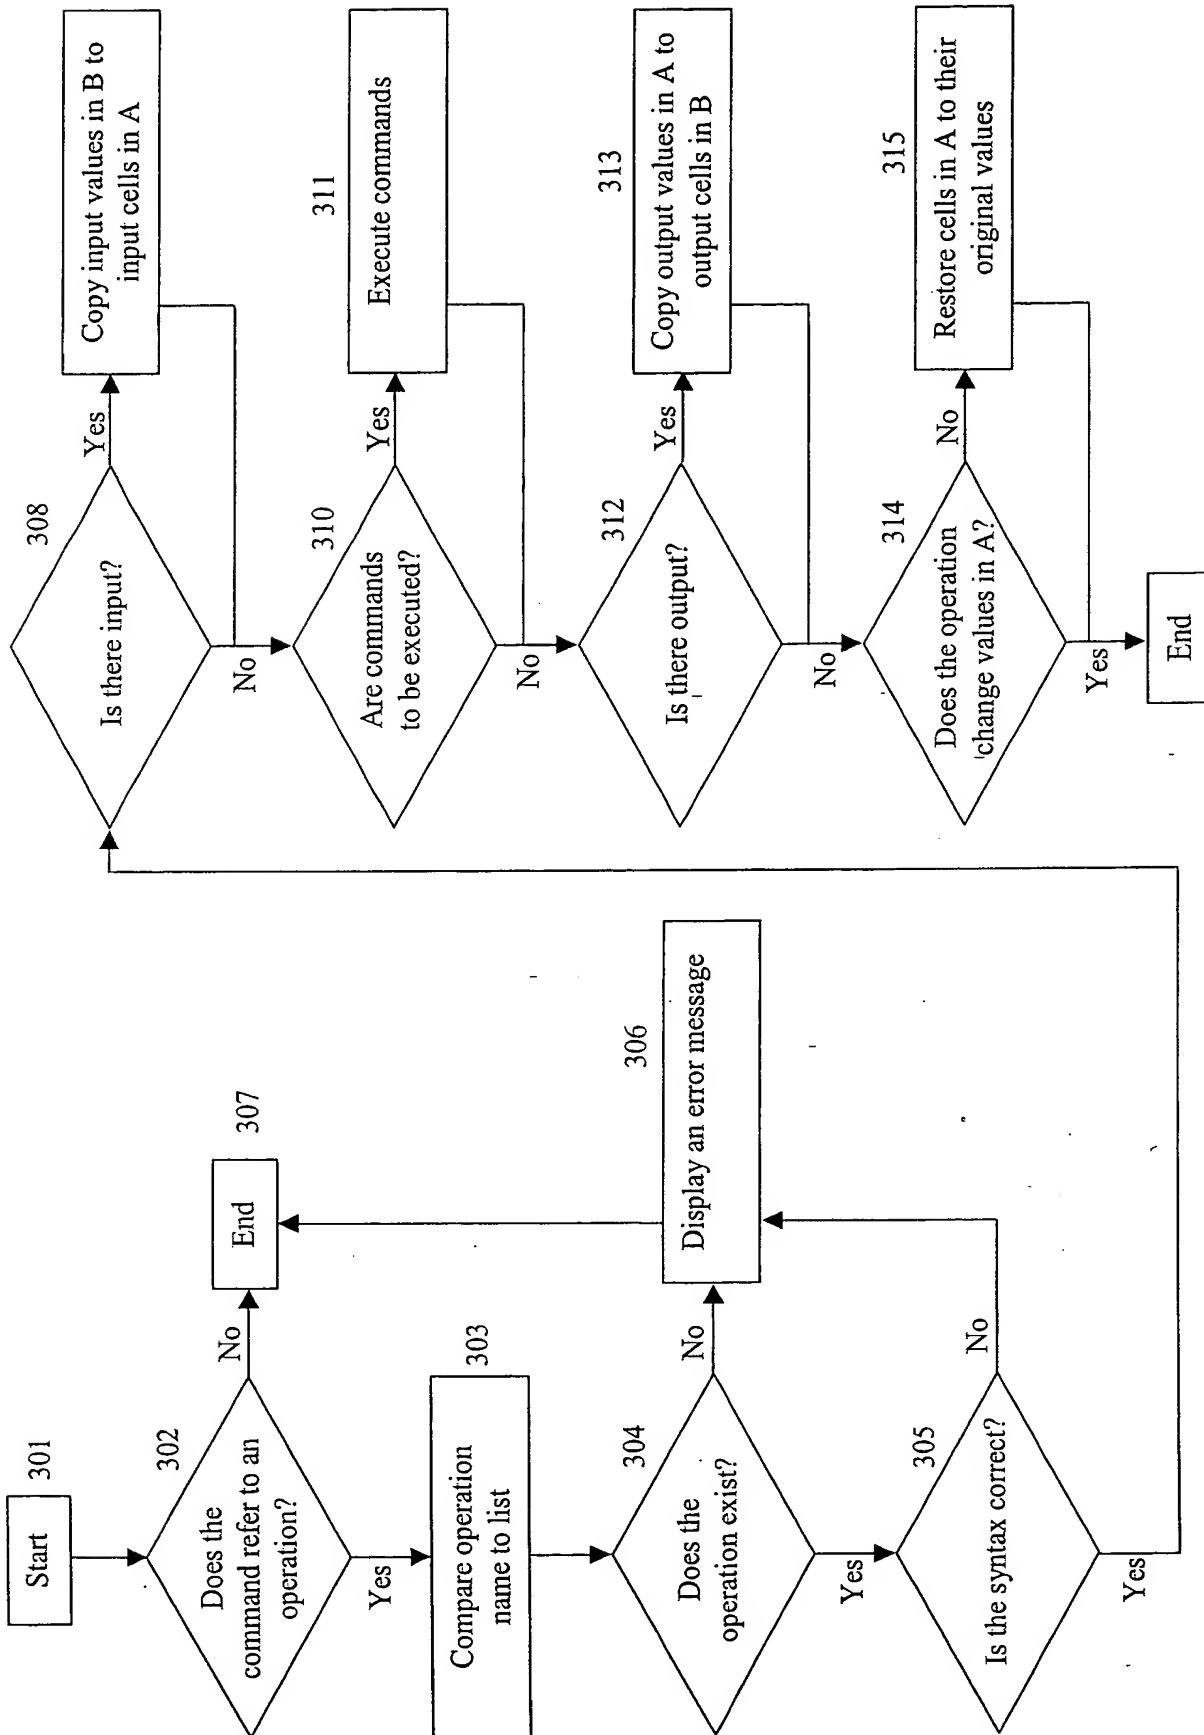 Start
301
302
Does the
command refer to an
operation?
No
End
307
Yes
303
Compare operation
name to list
304
Does the
operation exist?
No
306
Display an error message
Yes
305
Is the syntax correct?
No
Yes
308
Is there input?
Yes
Copy input values in B to
input cells in A
No
310
Are commands
to be executed?
Yes
311
Execute commands
No
312
Is there output?
Yes
313
Copy output values in A to
output cells in B
No
314
Does the operation
change values in A?
No
315
Restore cells in A to their
original values
Yes
End